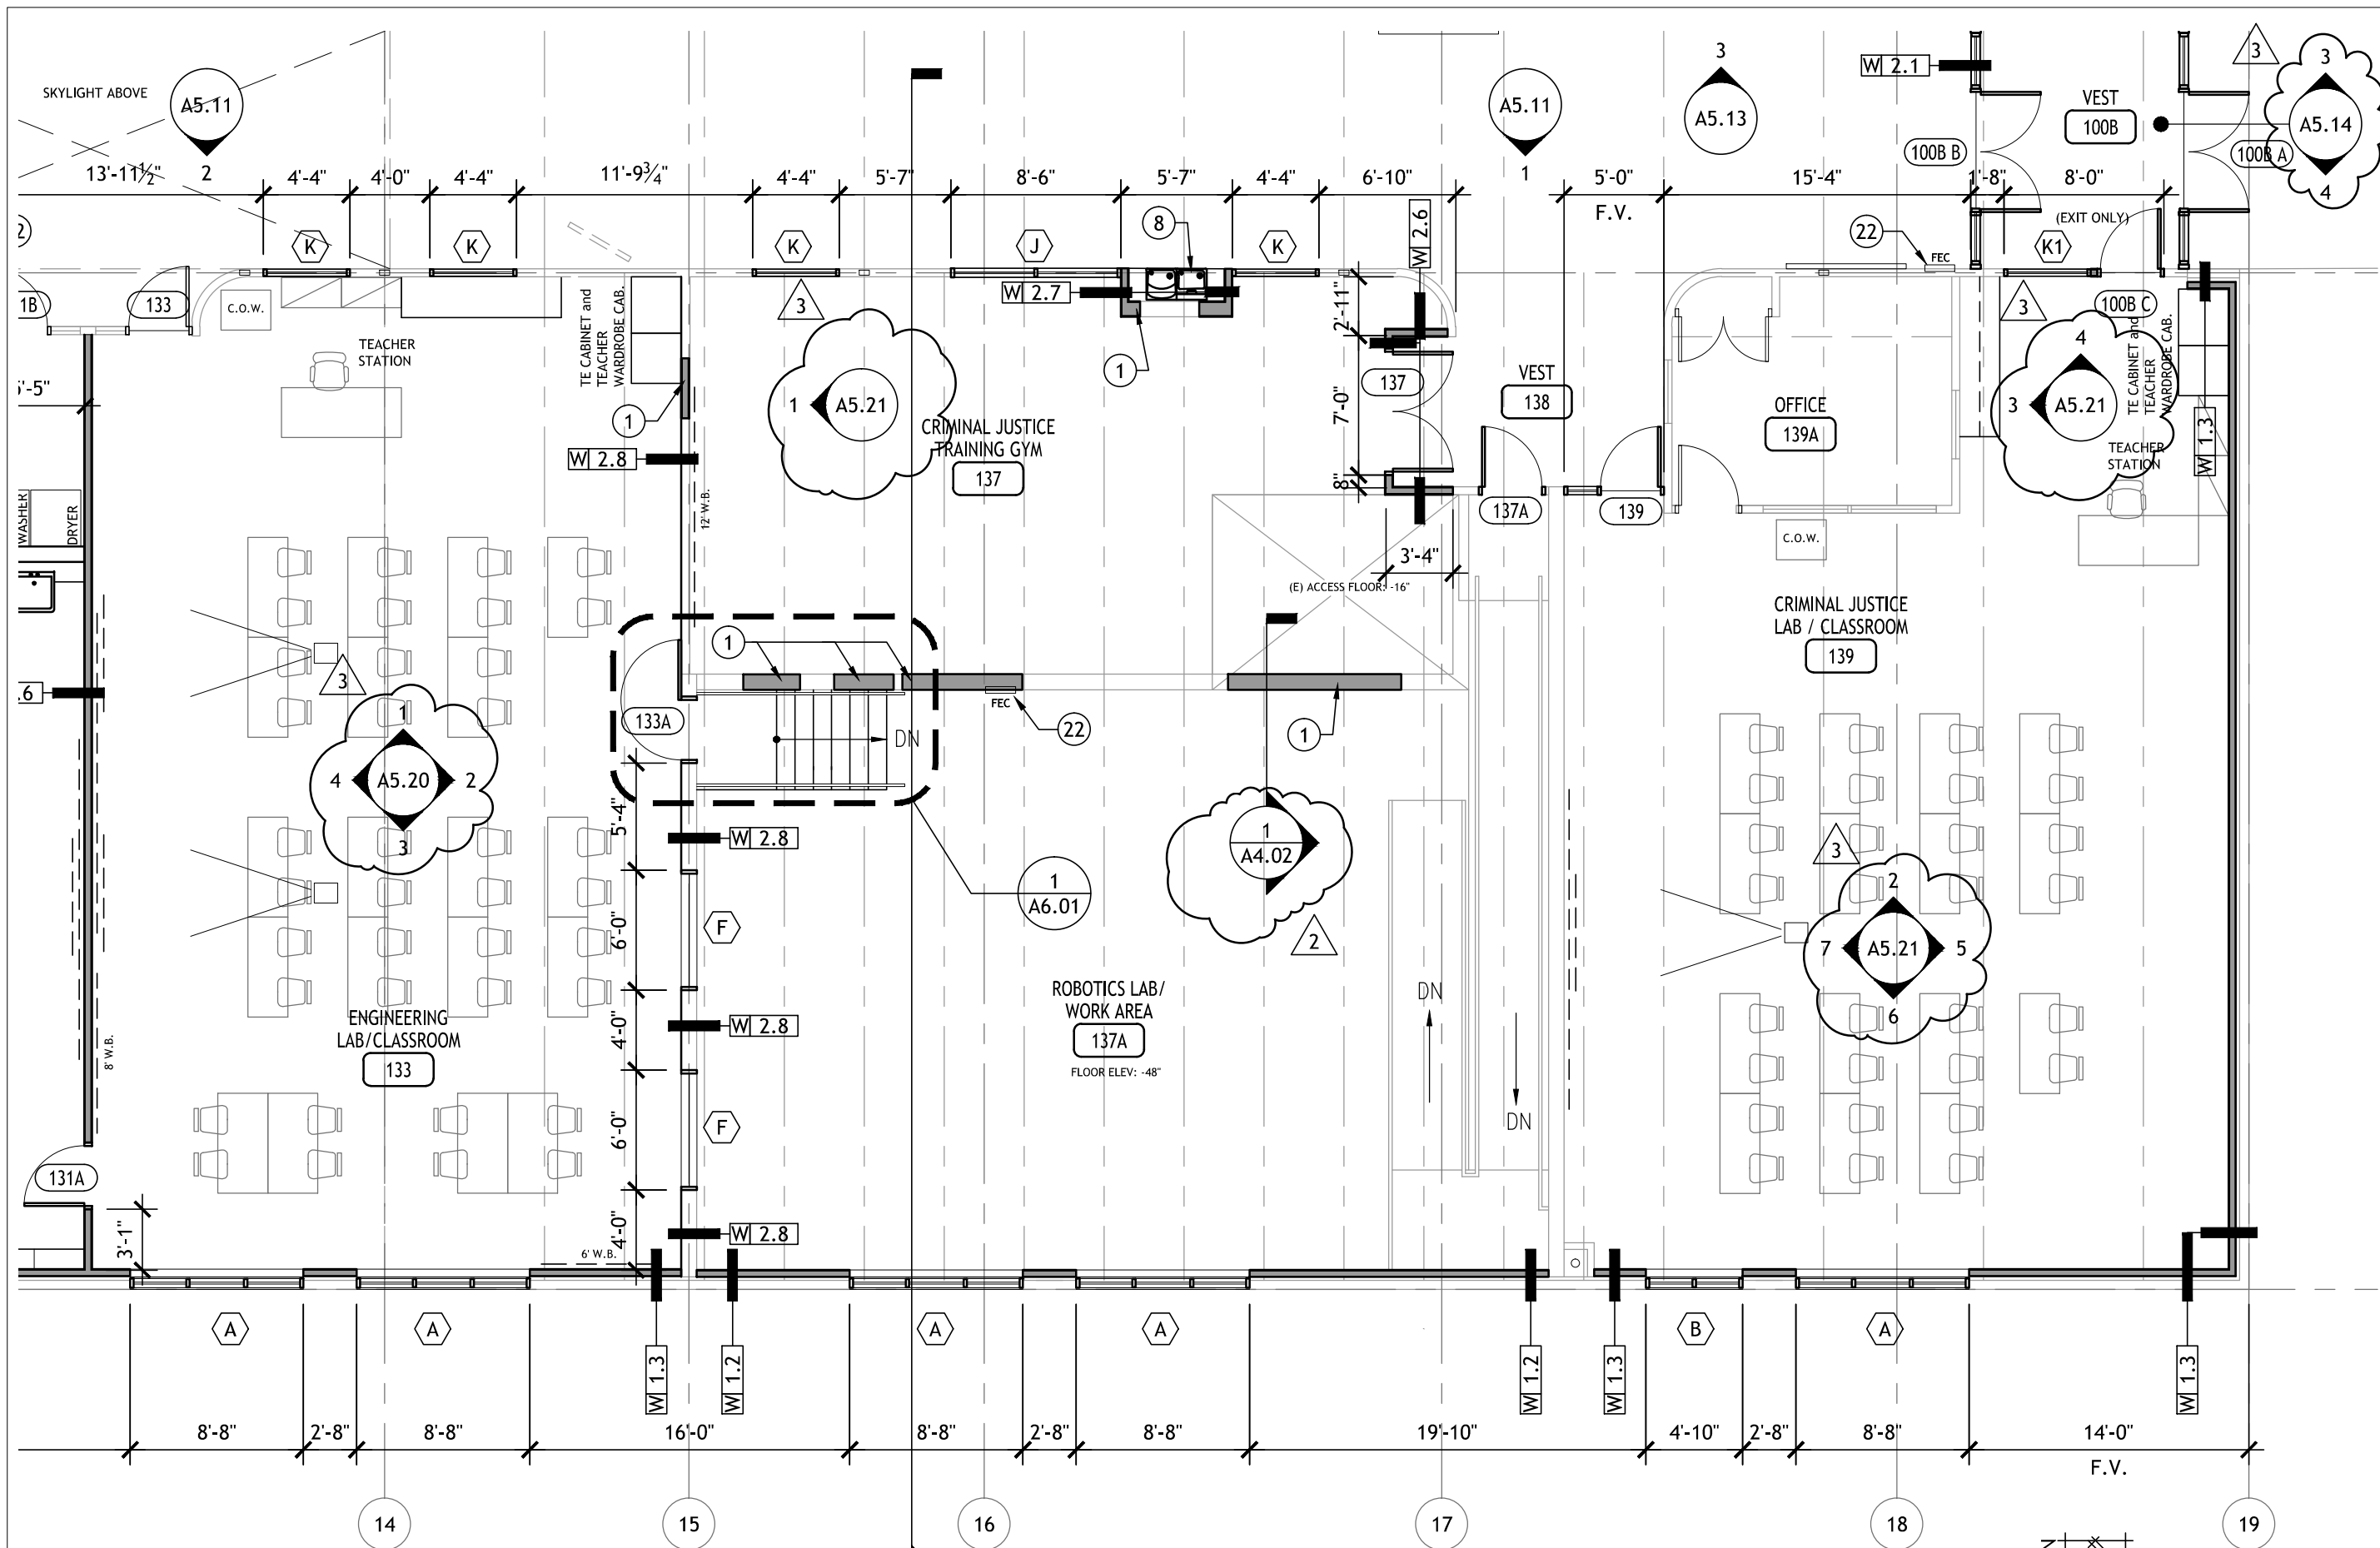 SKYLIGHT ABOVE
A5.11
2
A5.11
1
3
A5.13
W 2.1
VEST
100B
100B B
100B A
3
3
A5.14
4
13'-11½"
4'-4"
4'-0"
4'-4"
11'-9¾"
4'-4"
5'-7"
8'-6"
5'-7"
4'-4"
6'-10"
5'-0"
F.V.
15'-4"
1'-8"
8'-0"
(EXIT ONLY)
2
K
K
K
J
8
K
W 2.6
22
FEC
K1
1B
133
C.O.W.
TE CABINET and
TEACHER
WARDROBE CAB.
3
W 2.7
1
2'-11"
3
100B C
TE CABINET and
TEACHER
WARDROBE CAB.
TEACHER
STATION
1
W 2.8
1
A5.21
CRIMINAL JUSTICE
TRAINING GYM
137
137
7'-0"
8"
VEST
138
137A
139
OFFICE
139A
4
3
A5.21
W 1.3
TEACHER
STATION
WASHER
DRYER
12' W.B.
3'-4"
(E) ACCESS FLOOR: -16"
C.O.W.
CRIMINAL JUSTICE
LAB / CLASSROOM
139
1
3
.6
133A
DN
FEC
22
1
1
4
A5.20
2
3
5'-4"
W 2.8
1
A6.01
1
A4.02
2
3
2
7
A5.21
5
6
6'-0"
F
ENGINEERING
LAB/CLASSROOM
133
8' W.B.
4'-0"
W 2.8
ROBOTICS LAB/
WORK AREA
137A
FLOOR ELEV: -48"
DN
DN
6'-0"
F
131A
3'-1"
4'-0"
W 2.8
6' W.B.
A
A
W 1.3
W 1.2
A
A
W 1.2
W 1.3
B
A
W 1.3
8'-8"
2'-8"
8'-8"
16'-0"
8'-8"
2'-8"
8'-8"
19'-10"
4'-10"
2'-8"
8'-8"
14'-0"
F.V.
14
15
16
17
18
19